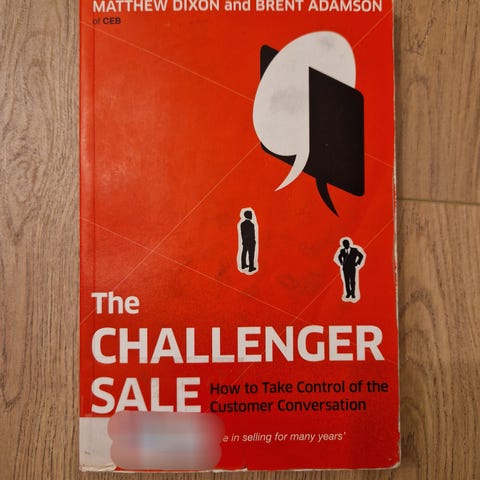 MATTHEW DIXON and BRENT ADAMSON
of CEB
The
CHALLENGER
SALE
How to Take Control of the
Customer Conversation
e in selling for many years'